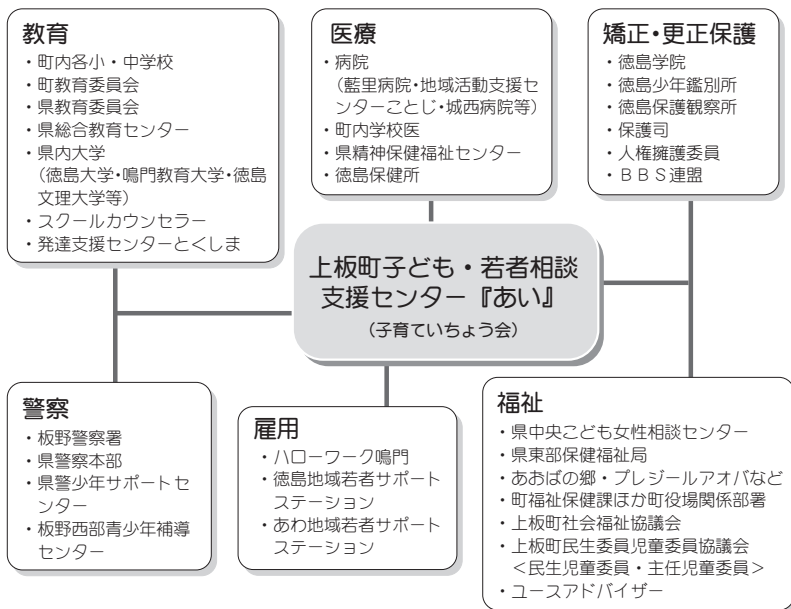 教育
・町内各小・中学校
・町教育委員会
・県教育委員会
・県総合教育センター
・県内大学
（徳島大学・鳴門教育大学・徳島
文理大学等）
・スクールカウンセラー
・発達支援センターとくしま
医療
・病院
（藍里病院・地域活動支援セ
ンターことじ・城西病院等）
・町内学校医
・県精神保健福祉センター
・徳島保健所
矯正・更正保護
・徳島学院
・徳島少年鑑別所
・徳島保護観察所
・保護司
・人権擁護委員
・ＢＢＳ連盟
上板町子ども・若者相談
支援センター『あい』
（子育ていちょう会）
警察
・板野警察署
・県警察本部
・県警少年サポートセ
ンター
・板野西部青少年補導
センター
雇用
・ハローワーク鳴門
・徳島地域若者サポート
ステーション
・あわ地域若者サポート
ステーション
福祉
・県中央こども女性相談センター
・県東部保健福祉局
・あおばの郷・プレジールアオバなど
・町福祉保健課ほか町役場関係部署
・上板町社会福祉協議会
・上板町民生委員児童委員協議会
＜民生児童委員・主任児童委員＞
・ユースアドバイザー